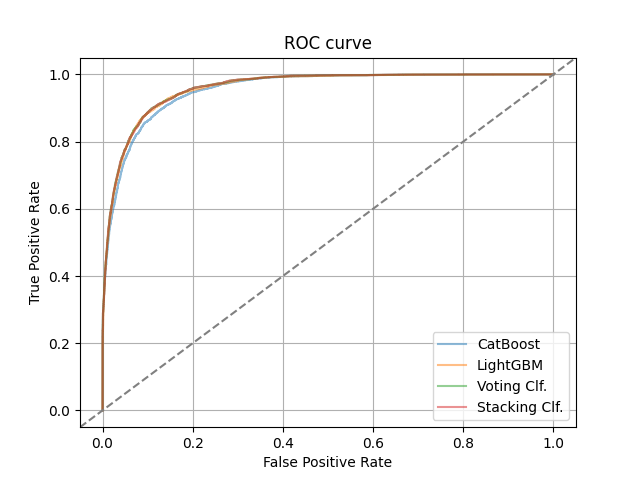 ROC curve
True Positive Rate
1.0
0.8
0.6
0.4
0.2
0.0
CatBoost
LightGBM
Voting Clf.
Stacking Clf.
0.0 0.2 0.4 0.6 0.8 1.0
False Positive Rate